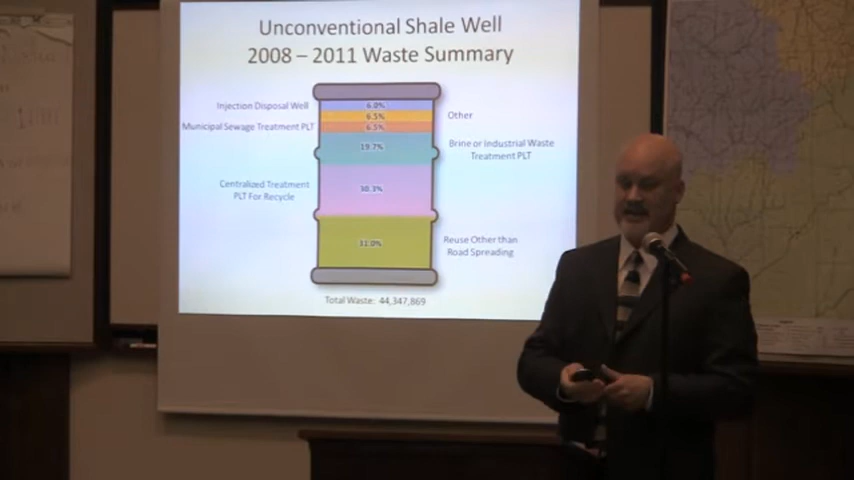 Unconventional Shale Well
2008 – 2011 Waste Summary
Injection Disposal Well
6.0%
6.5%
Other
Municipal Sewage Treatment PLT
6.5%
19.7%
Brine or Industrial Waste
Treatment PLT
Centralized Treatment
PLT For Recycle
30.3%
31.0%
Reuse Other than
Road Spreading
Total Waste: 44,347,869